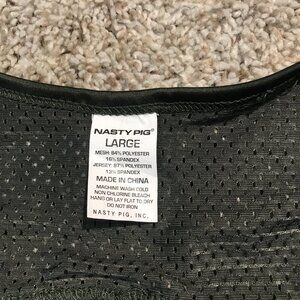 NASTY PIG®
LARGE
MESH: 84% POLYESTER
16% SPANDEX
JERSEY: 87% POLYESTER
13% SPANDEX
MADE IN CHINA
MACHINE WASH COLD
NON CHLORINE BLEACH
HAND OR LAY FLAT TO DRY
DO NOT IRON
NASTY PIG, INC.